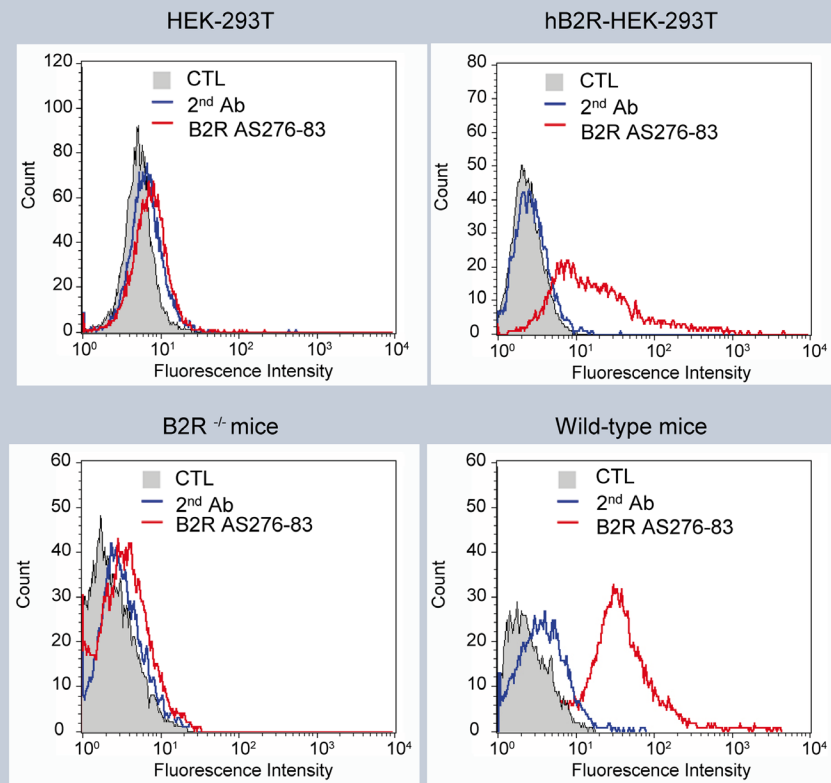 HEK-293T
120
100
80
60
40
20
0
Count
CTL
2nd Ab
B2R AS276-83
10⁰ 10¹ 10² 10³ 10⁴
Fluorescence Intensity
hB2R-HEK-293T
80
70
60
50
40
30
20
10
0
Count
CTL
2nd Ab
B2R AS276-83
10⁰ 10¹ 10² 10³ 10⁴
Fluorescence Intensity
B2R -/- mice
60
50
40
30
20
10
0
Count
CTL
2nd Ab
B2R AS276-83
10⁰ 10¹ 10² 10³ 10⁴
Fluorescence Intensity
Wild-type mice
60
50
40
30
20
10
0
Count
CTL
2nd Ab
B2R AS276-83
10⁰ 10¹ 10² 10³ 10⁴
Fluorescence Intensity